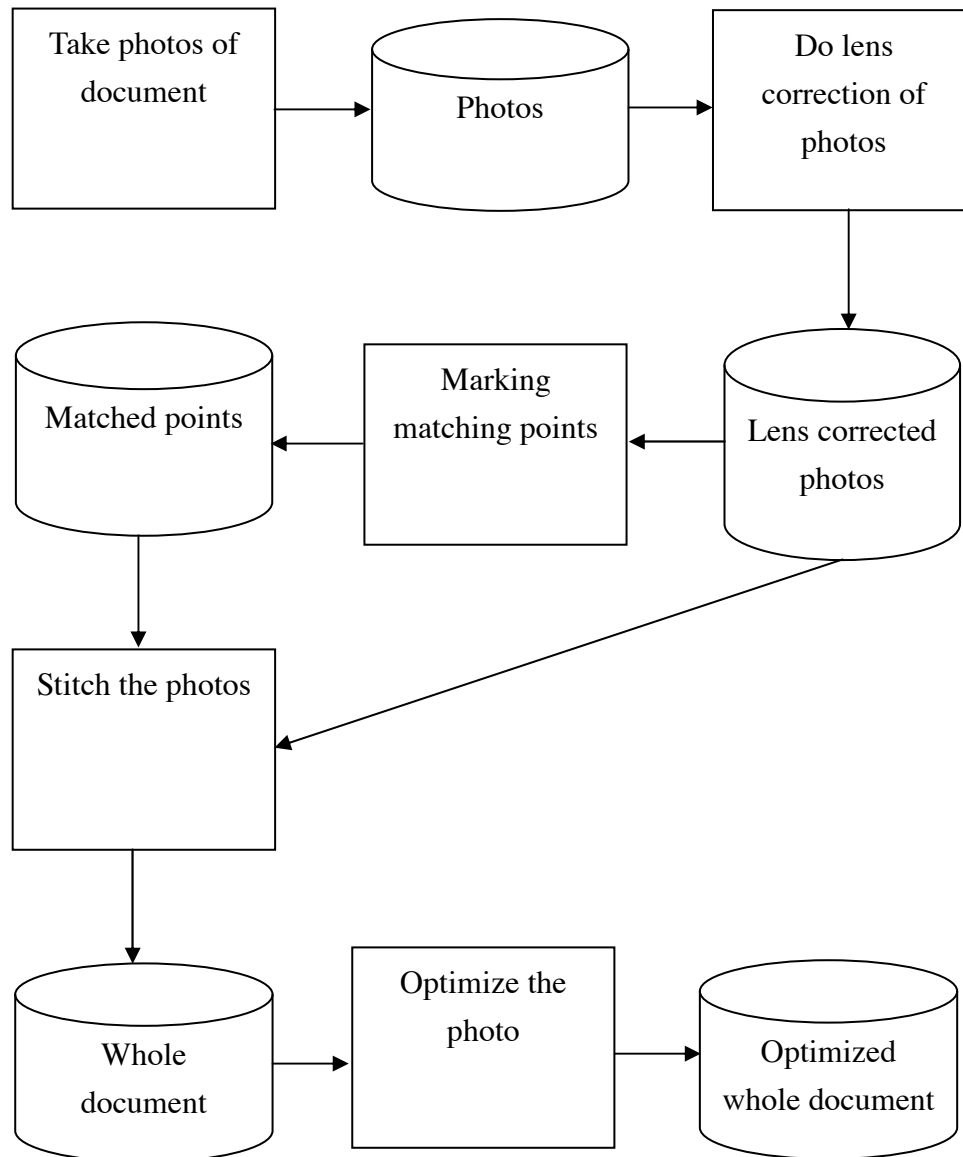 Take photos of
document
Photos
Do lens
correction of
photos
Matched points
Marking
matching points
Lens corrected
photos
Stitch the photos
Whole
document
Optimize the
photo
Optimized
whole document